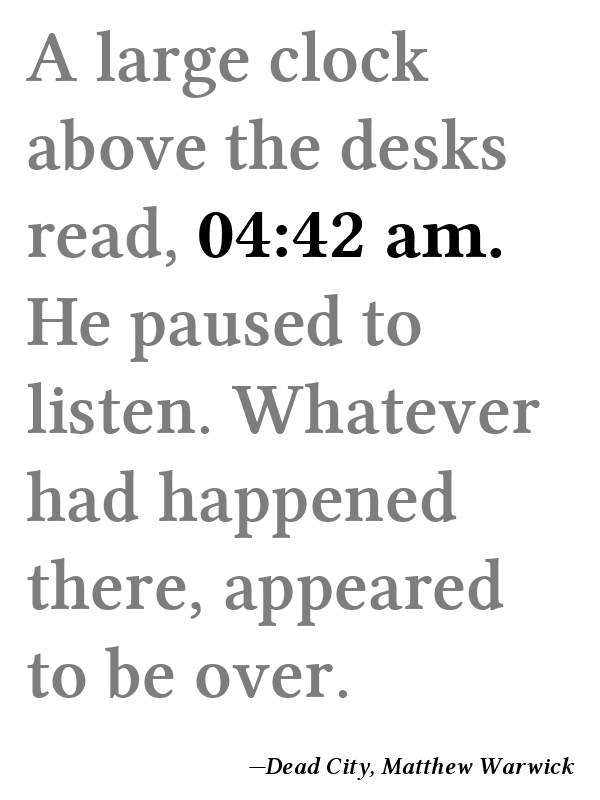 A large clock
above the desks
read, 04:42 am.
He paused to
listen. Whatever
had happened
there, appeared
to be over.
—Dead City, Matthew Warwick